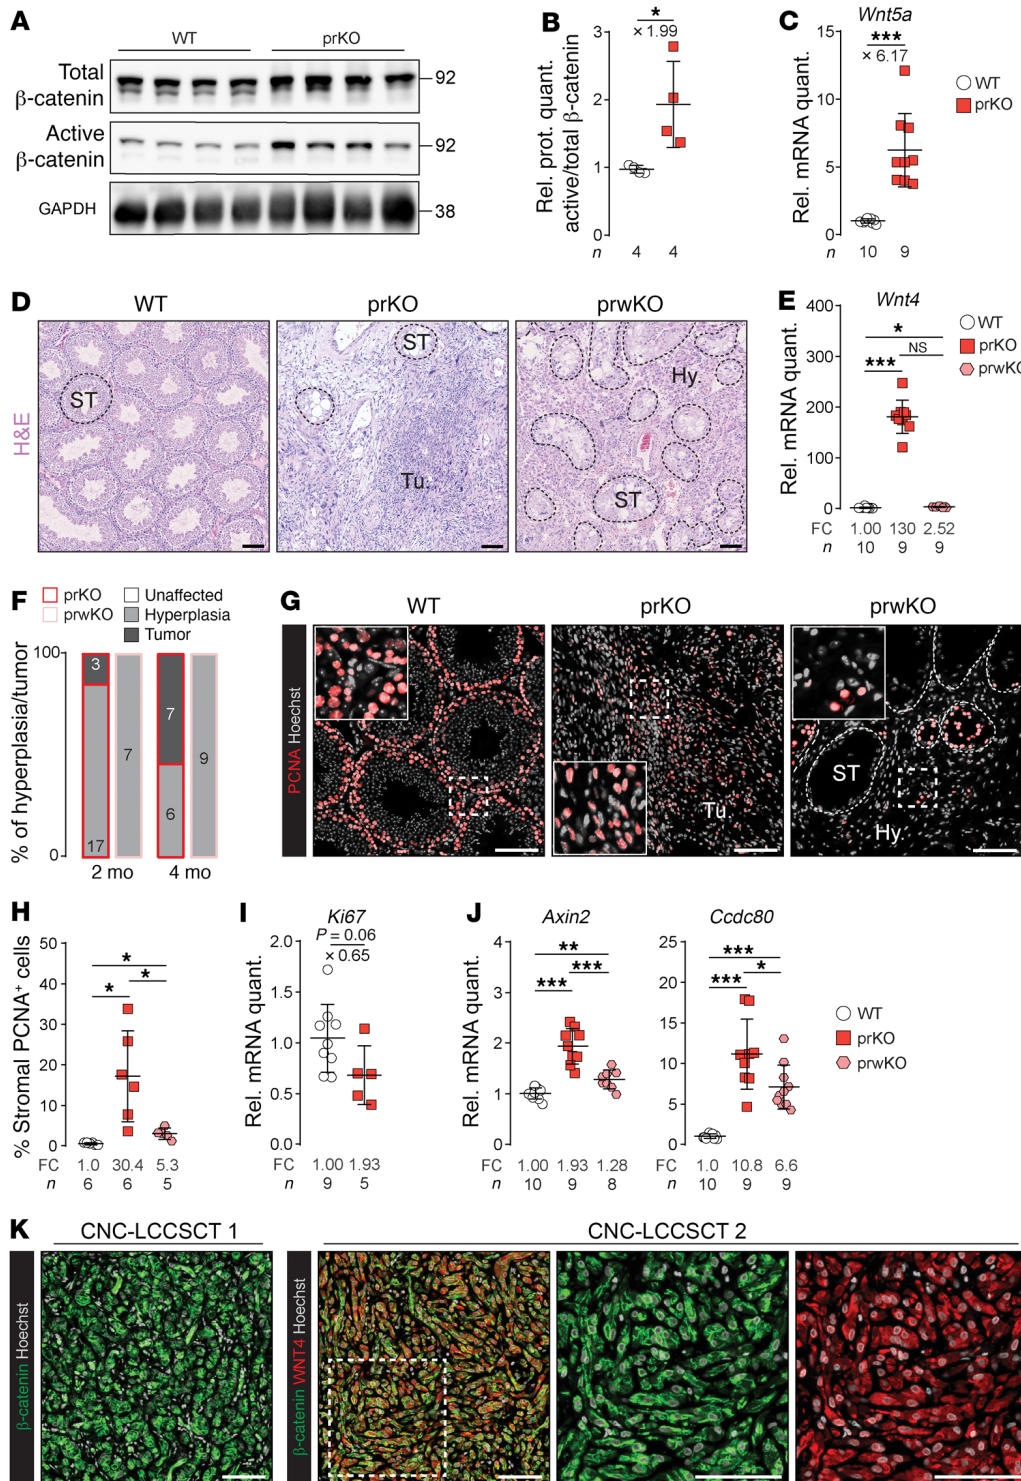 A
WT prKO
Total
β-catenin
92
Active
β-catenin
92
GAPDH
38
B
Rel. prot. quant.
active/total β-catenin
3
2
1
0
*
× 1.99
n 4 4
C
Wnt5a
Rel. mRNA quant.
15
10
5
0
***
× 6.17
n 10 9
WT
prKO
D
WT prKO prwKO
H&E
ST
ST
Tu.
Hy.
ST
E
Wnt4
Rel. mRNA quant.
400
300
200
100
0
*
NS
***
WT
prKO
prwKO
FC 1.00 130 2.52
n 10 9 9
F
prKO
prwKO
Unaffected
Hyperplasia
Tumor
% of hyperplasia/tumor
100
0
3
17
7
7
6
9
2 mo 4 mo
G
WT prKO prwKO
PCNA Hoechst
Tu.
ST
Hy.
H
% Stromal PCNA+ cells
50
40
30
20
10
0
*
*
*
FC 1.0 30.4 5.3
n 6 6 5
I
Ki67
P = 0.06
× 0.65
Rel. mRNA quant.
2.0
1.5
1.0
0.5
0.0
FC 1.00 1.93
n 9 5
J
Axin2
Rel. mRNA quant.
4
3
2
1
0
**
***
***
FC 1.00 1.93 1.28
n 10 9 8
Ccdc80
25
20
15
10
5
0
***
*
***
FC 1.0 10.8 6.6
n 10 9 9
WT
prKO
prwKO
K
CNC-LCCSCT 1 CNC-LCCSCT 2
β-catenin Hoechst
β-catenin WNT4 Hoechst